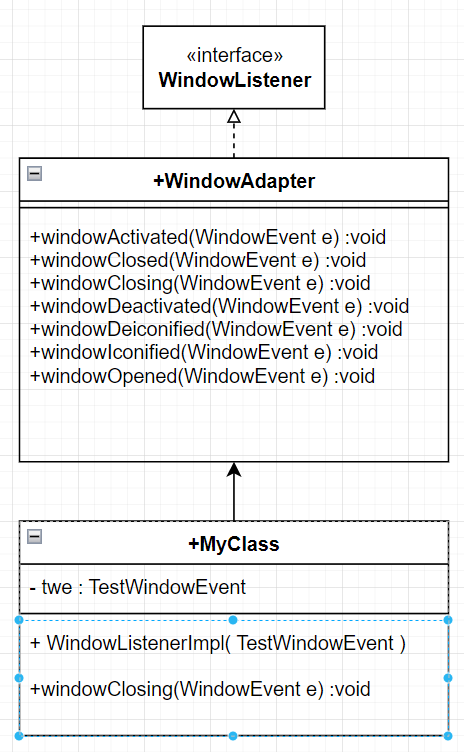 «interface»
WindowListener
+WindowAdapter
+windowActivated(WindowEvent e) :void
+windowClosed(WindowEvent e) :void
+windowClosing(WindowEvent e) :void
+windowDeactivated(WindowEvent e) :void
+windowDeiconified(WindowEvent e) :void
+windowIconified(WindowEvent e) :void
+windowOpened(WindowEvent e) :void
+MyClass
- twe : TestWindowEvent
+ WindowListenerImpl( TestWindowEvent )
+windowClosing(WindowEvent e) :void